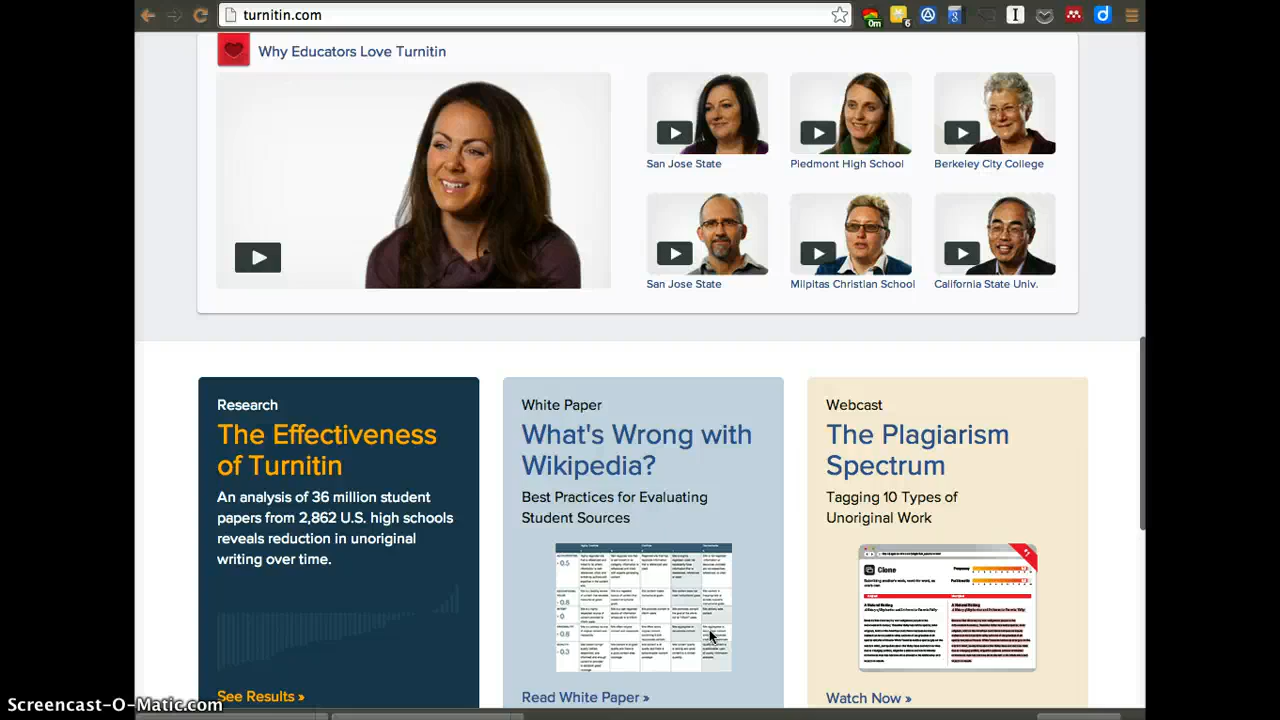 turnitin.com
0m
6
Why Educators Love Turnitin
San Jose State
Piedmont High School
Berkeley City College
San Jose State
Milpitas Christian School
California State Univ.
Research
The Effectiveness
of Turnitin
An analysis of 36 million student
papers from 2,862 U.S. high schools
reveals reduction in unoriginal
writing over time.
See Results »
White Paper
What's Wrong with
Wikipedia?
Best Practices for Evaluating
Student Sources
Read White Paper »
Webcast
The Plagiarism
Spectrum
Tagging 10 Types of
Unoriginal Work
Clone
Watch Now »
Screencast-O-Matic.com